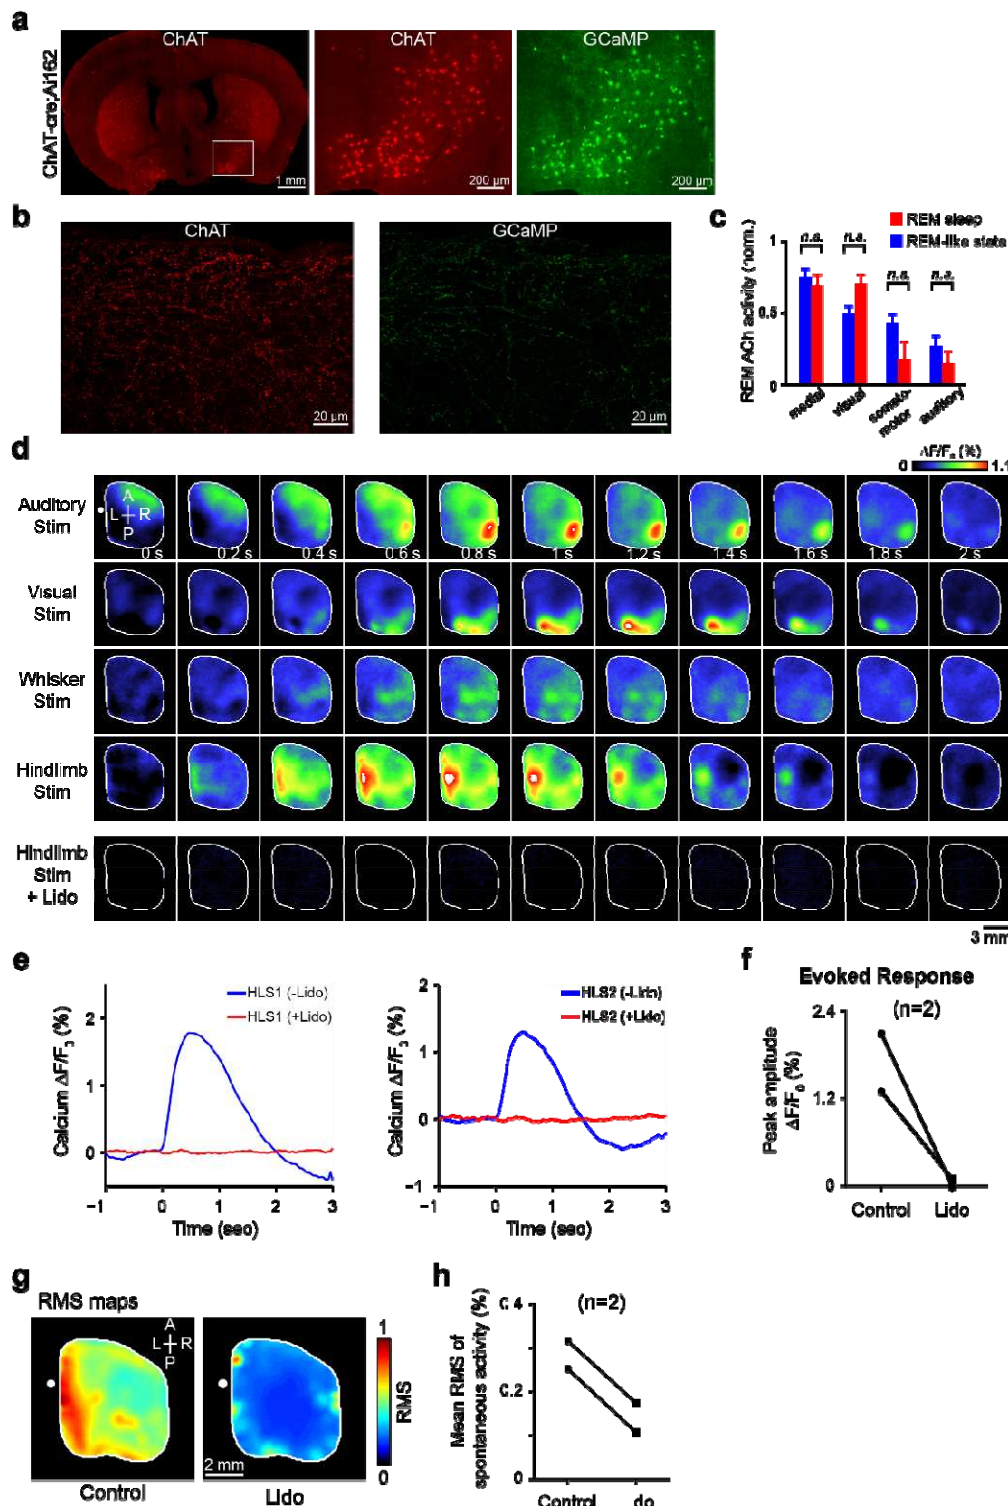 a
ChAT-cre;Ai162
ChAT
ChAT
GCaMP
1 mm
200 µm
200 µm
b
ChAT
GCaMP
20 µm
20 µm
c
REM sleep
REM-like state
REM ACh activity (norm.)
1
0.5
0
n.s.
n.s.
n.s.
n.s.
medial
visual
somato-
motor
auditory
d
ΔF/F₀ (%)
0
1.1
Auditory
Stim
A
L R
P
0 s
0.2 s
0.4 s
0.6 s
0.8 s
1 s
1.2 s
1.4 s
1.6 s
1.8 s
2 s
Visual
Stim
Whisker
Stim
Hindlimb
Stim
Hindlimb
Stim
+ Lido
3 mm
e
Calcium ΔF/F₀ (%)
HLS1 (-Lido)
HLS1 (+Lido)
2
1
0
−1 0 1 2 3
Time (sec)
Calcium ΔF/F₀ (%)
HLS2 (-Lido)
HLS2 (+Lido)
2
1
0
−1
−1 0 1 2 3
Time (sec)
f
Evoked Response
(n=2)
Peak amplitude
ΔF/F₀ (%)
2.4
1.2
0
Control Lido
g
RMS maps
A
L R
P
2 mm
Control
Lido
1
0
RMS
h
(n=2)
Mean RMS of
spontaneous activity (%)
0.4
0.2
0
Control
do